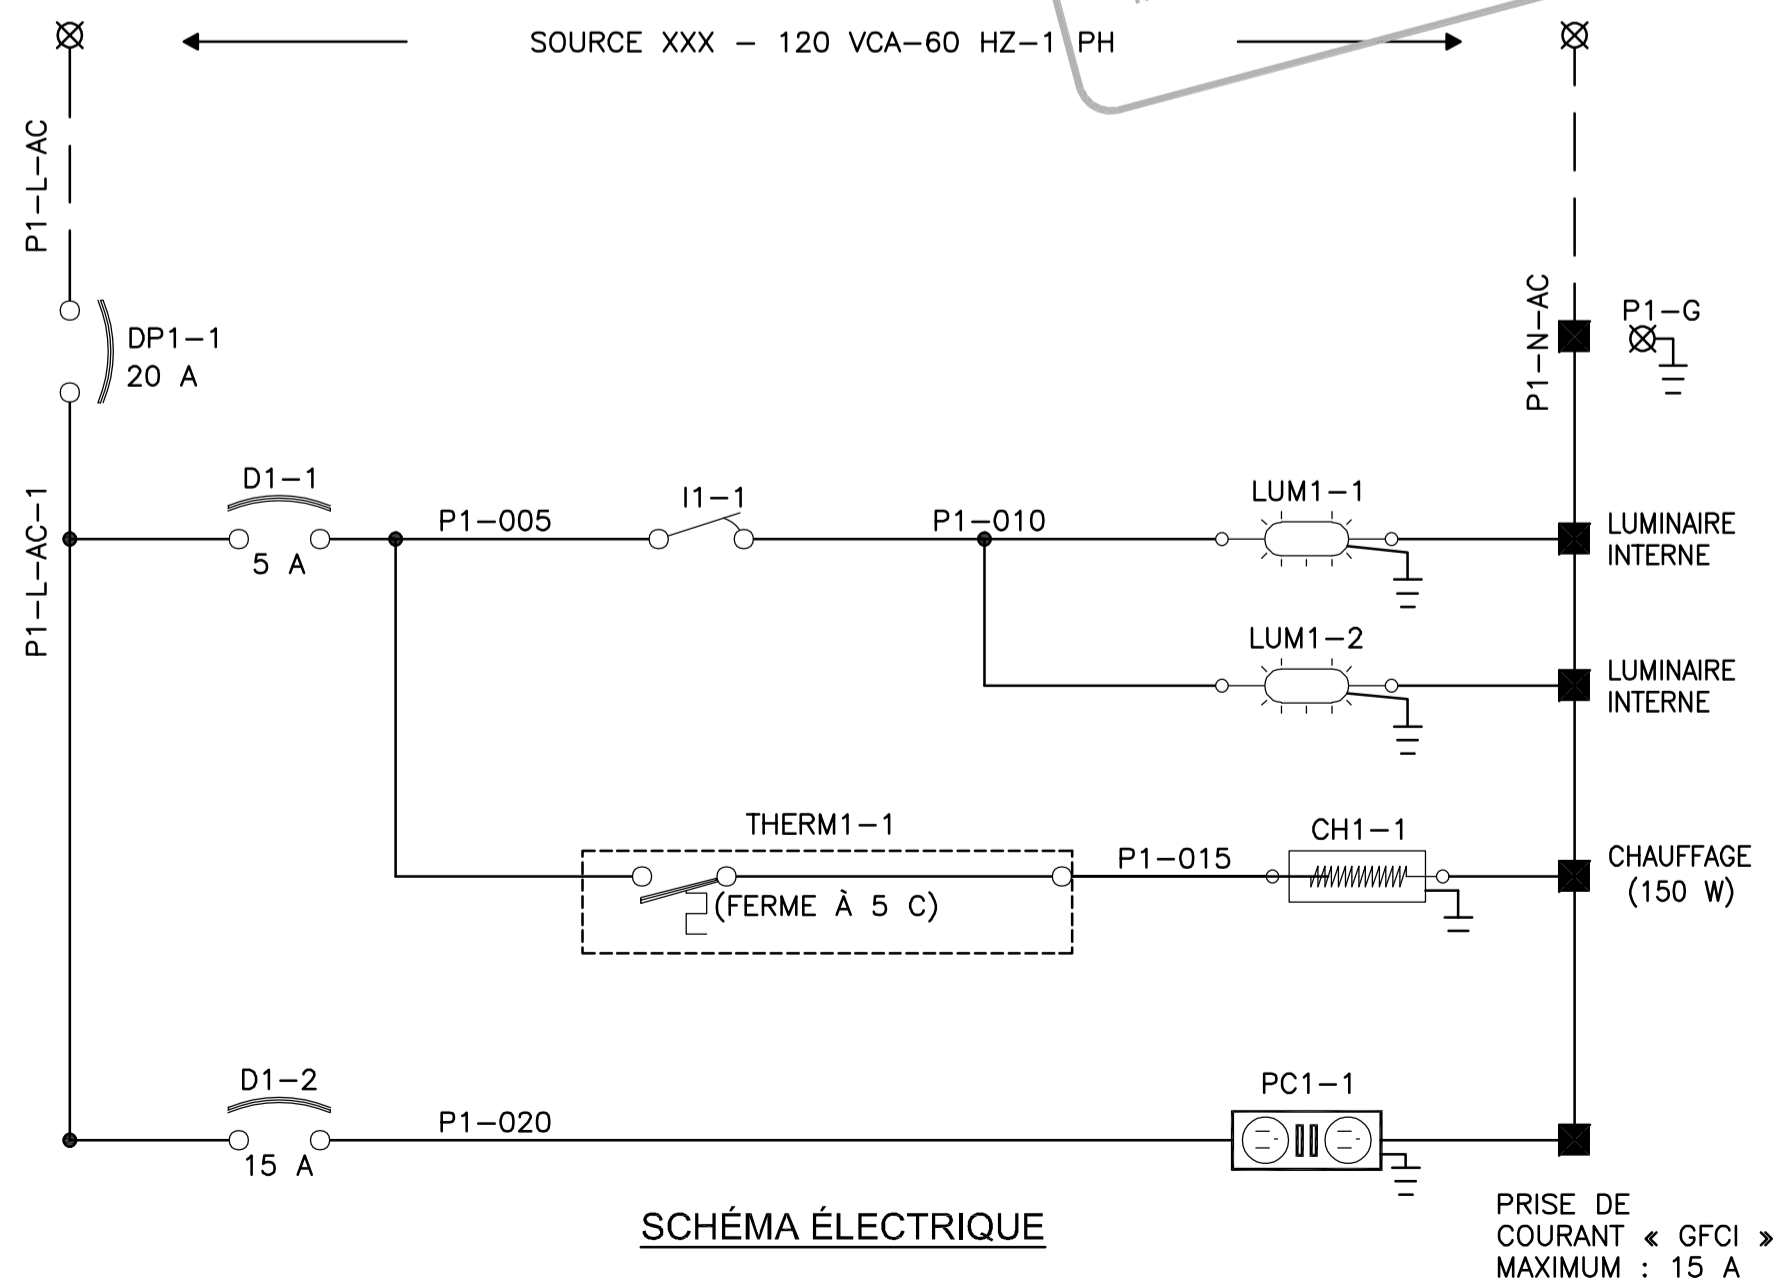 SOURCE XXX – 120 VCA–60 HZ–1 PH
P1–L–AC
P1–N–AC
P1–G
DP1–1
20 A
P1–L–AC–1
D1–1
5 A
P1–005
I1–1
P1–010
LUM1–1
LUMINAIRE
INTERNE
LUM1–2
LUMINAIRE
INTERNE
THERM1–1
(FERME À 5 C)
P1–015
CH1–1
CHAUFFAGE
(150 W)
D1–2
15 A
P1–020
PC1–1
PRISE DE
COURANT « GFCI »
MAXIMUM : 15 A
SCHÉMA ÉLECTRIQUE